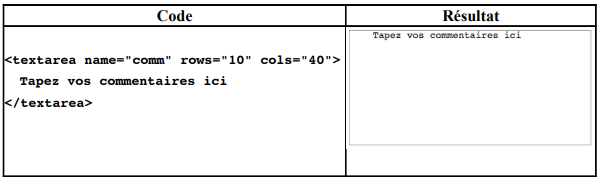 Code
Résultat
<textarea name="comm" rows="10" cols="40">
Tapez vos commentaires ici
</textarea>
Tapez vos commentaires ici